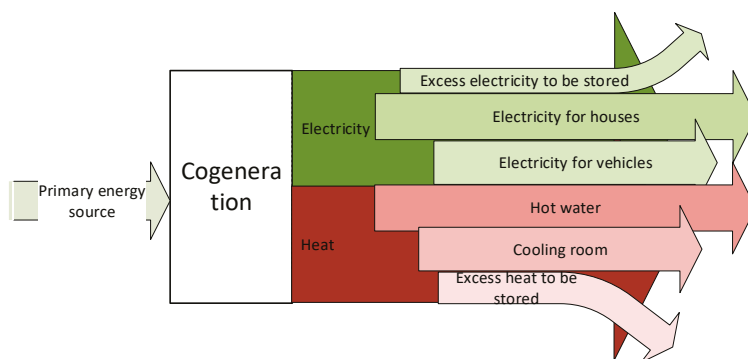 Excess electricity to be stored
Electricity for houses
Electricity
Electricity for vehicles
Cogenera
tion
Primary energy
source
Hot water
Heat
Cooling room
Excess heat to be
stored